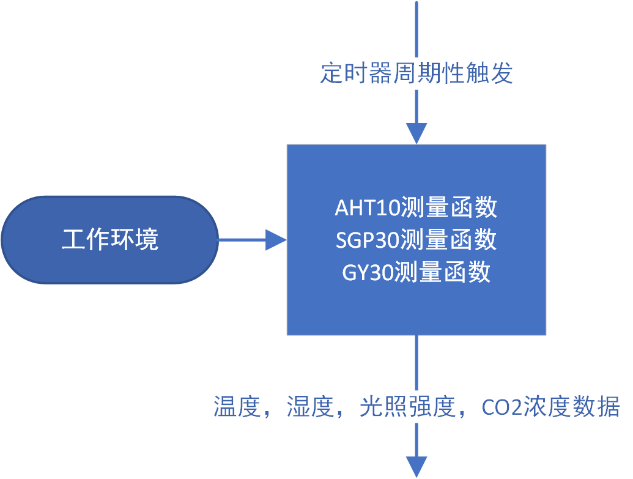 定时器周期性触发
AHT10测量函数
SGP30测量函数
GY30测量函数
工作环境
温度，湿度，光照强度，CO2浓度数据